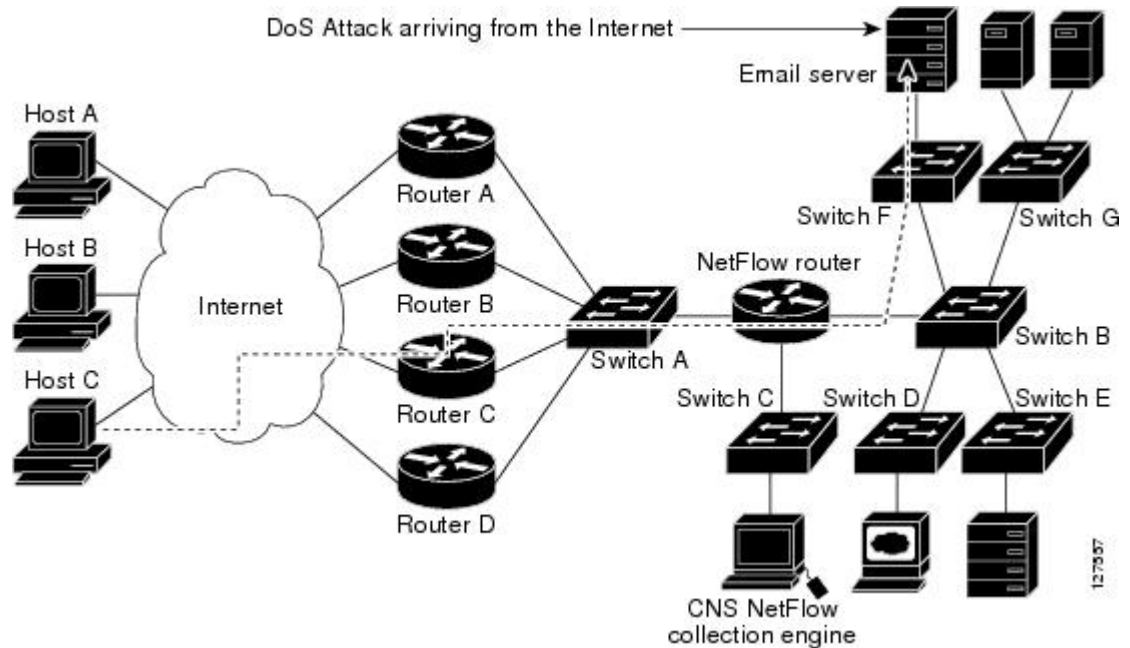 DoS Attack arriving from the Internet
Email server
Host A
Router A
Switch F
Switch G
Host B
NetFlow router
Internet
Router B
Switch B
Switch A
Host C
Router C
Switch C
Switch D
Switch E
Router D
CNS NetFlow
collection engine
127557